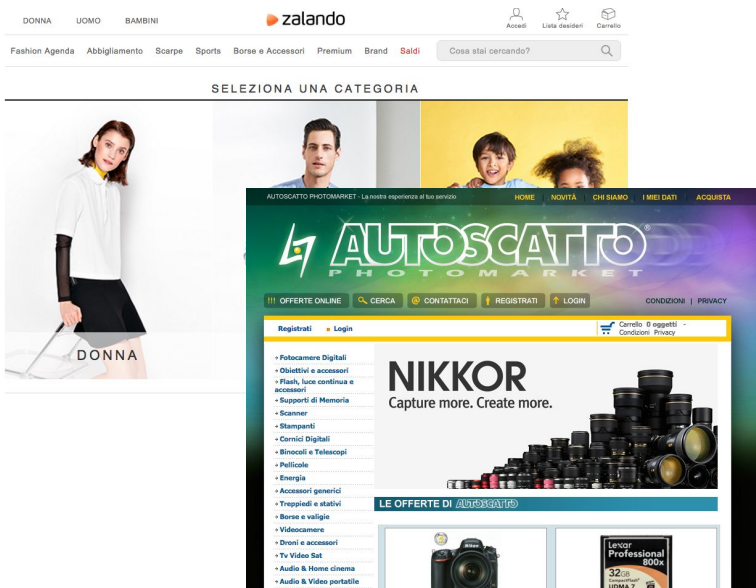 DONNA UOMO BAMBINI
zalando
Accedi Lista desideri Carrello
Fashion Agenda Abbigliamento Scarpe Sports Borse e Accessori Premium Brand Saldi
Cosa stai cercando?
SELEZIONA UNA CATEGORIA
DONNA
AUTOSCATTO PHOTOMARKET - La nostra esperienza al tuo servizio
HOME | NOVITÀ | CHI SIAMO | I MIEI DATI | ACQUISTA
AUTOSCATTO®
PHOTOMARKET
!!! OFFERTE ONLINE CERCA @ CONTATTACI REGISTRATI LOGIN
CONDIZIONI | PRIVACY
Registrati Login
Carrello 0 oggetti -
Condizioni Privacy
Fotocamere Digitali
Obiettivi e accessori
Flash, luce continua e
accessori
Supporti di Memoria
Scanner
Stampanti
Cornici Digitali
Binocoli e Telescopi
Pellicole
Energia
Accessori generici
Treppiedi e stativi
Borse e valigie
Videocamere
Droni e accessori
Tv Video Sat
Audio & Home cinema
Audio & Video portatile
NIKKOR
Capture more. Create more.
LE OFFERTE DI AUTOSCATTO
Nikon
Lexar
Professional
800x
32GB
CompactFlash®
UDMA 7